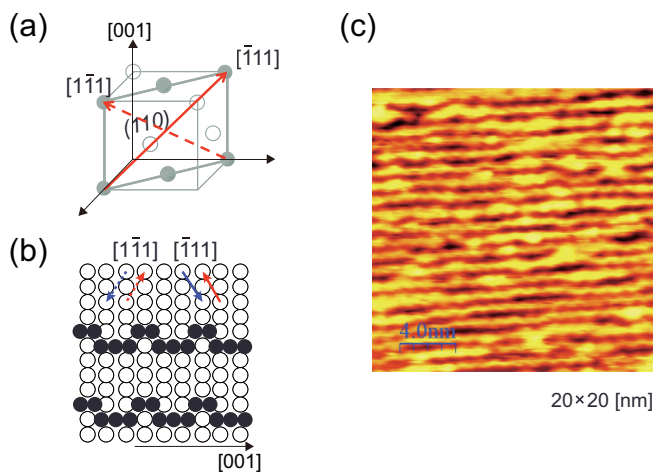 (a)
[001]
[1̄11]
[11̄1]
(110)
(b)
[11̄1] [1̄11]
[001]
(c)
4.0nm
20×20 [nm]